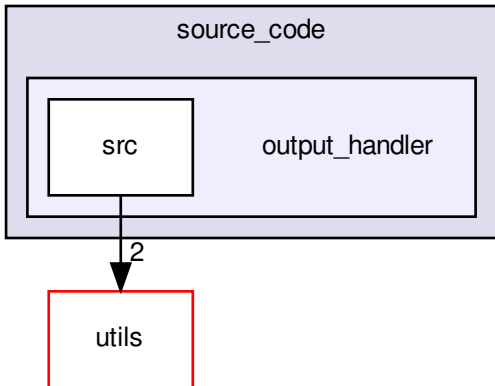 source_code
src
output_handler
2
utils